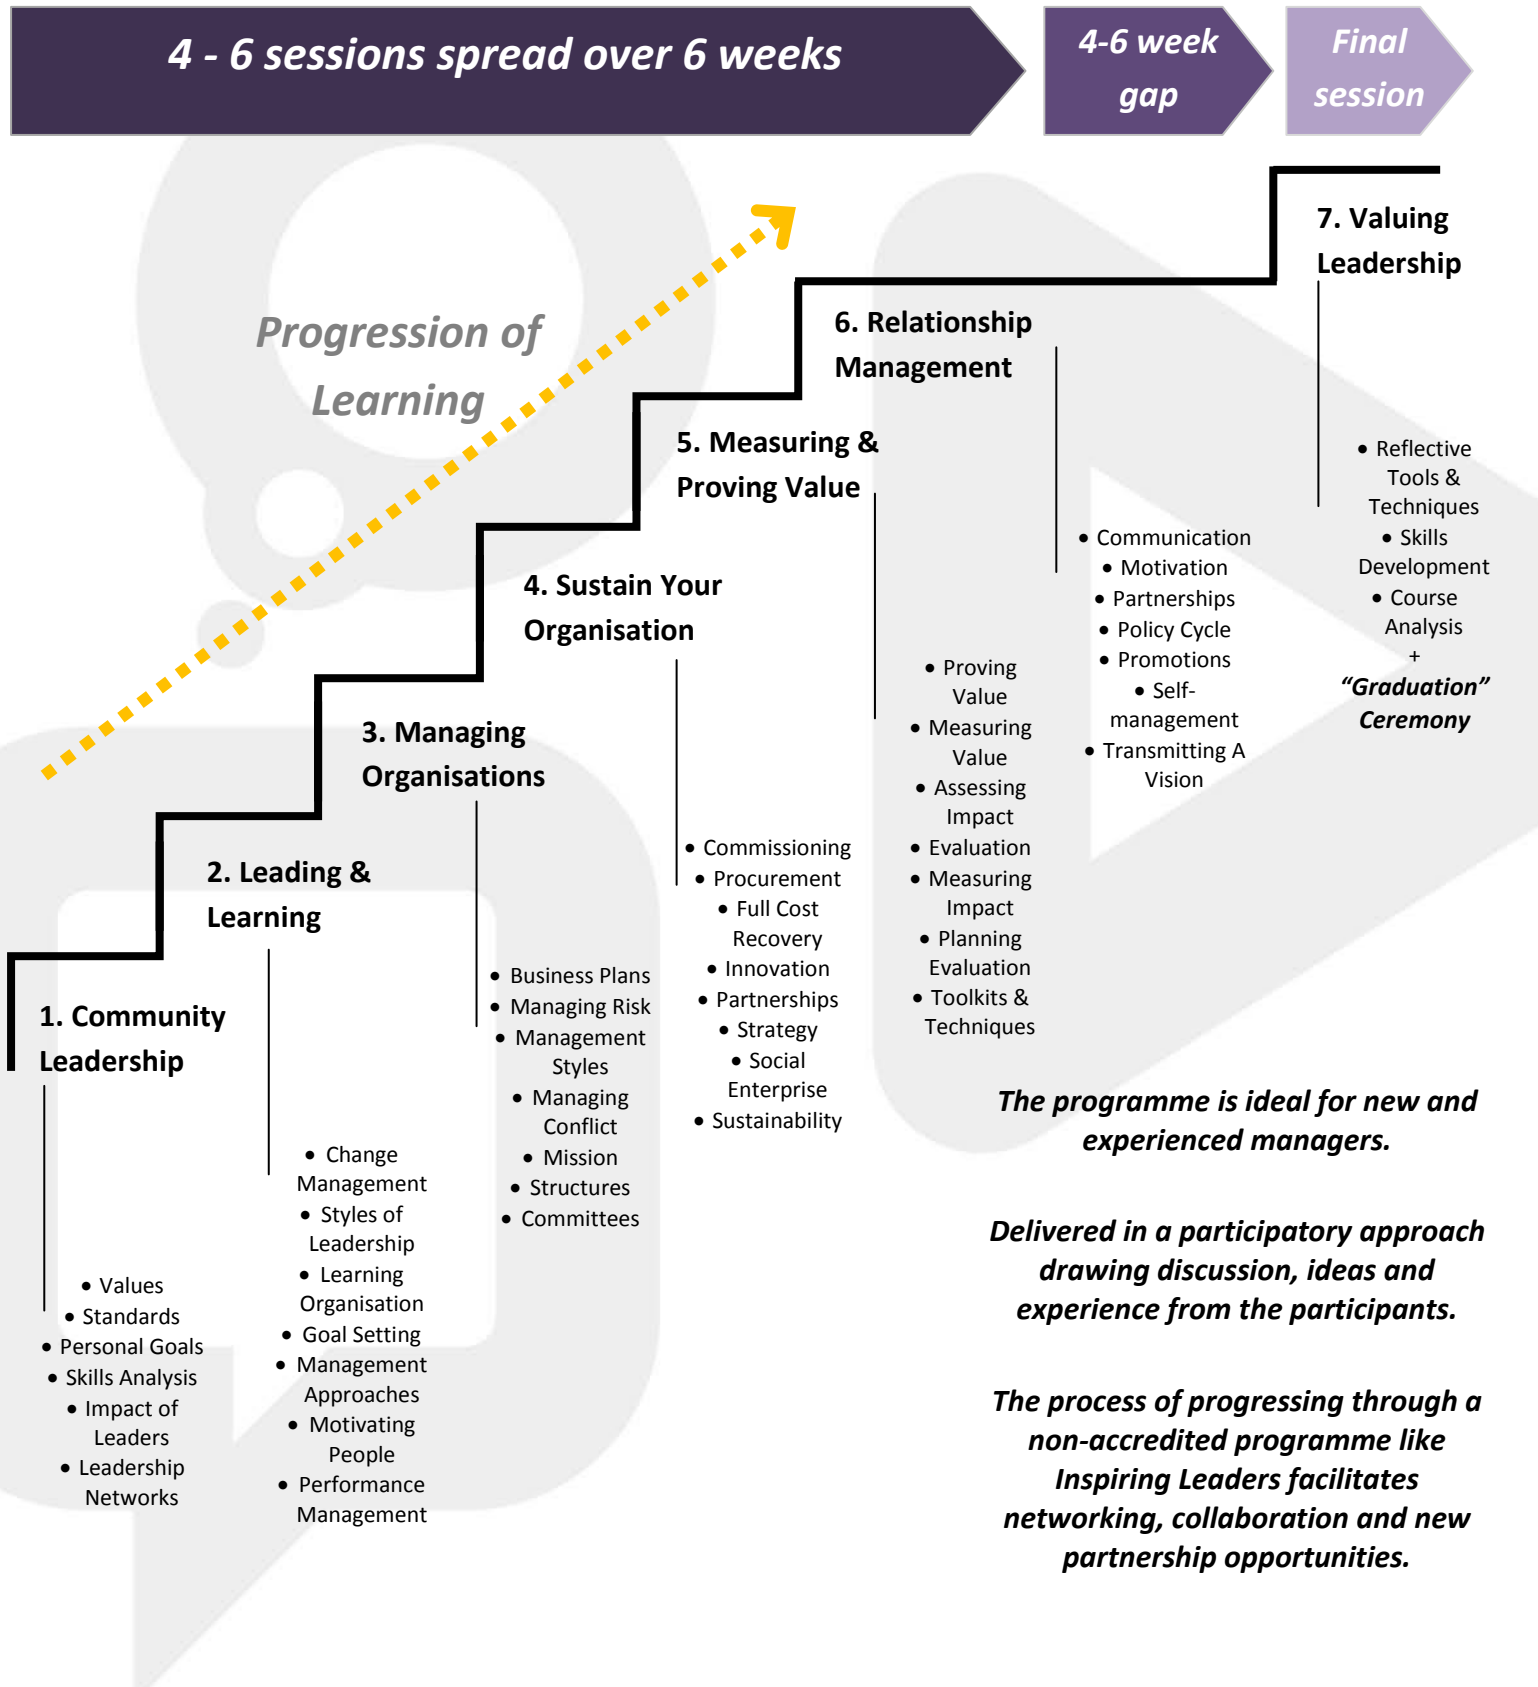 4 - 6 sessions spread over 6 weeks
4-6 week
gap
Final
session
Progression of
Learning
1. Community
Leadership
• Values
• Standards
• Personal Goals
• Skills Analysis
• Impact of
Leaders
• Leadership
Networks
2. Leading &
Learning
• Change
Management
• Styles of
Leadership
• Learning
Organisation
• Goal Setting
• Management
Approaches
• Motivating
People
• Performance
Management
3. Managing
Organisations
• Business Plans
• Managing Risk
• Management
Styles
• Managing
Conflict
• Mission
• Structures
• Committees
4. Sustain Your
Organisation
• Commissioning
• Procurement
• Full Cost
Recovery
• Innovation
• Partnerships
• Strategy
• Social
Enterprise
• Sustainability
5. Measuring &
Proving Value
• Proving
Value
• Measuring
Value
• Assessing
Impact
• Evaluation
• Measuring
Impact
• Planning
Evaluation
• Toolkits &
Techniques
6. Relationship
Management
• Communication
• Motivation
• Partnerships
• Policy Cycle
• Promotions
• Self-
management
• Transmitting A
Vision
7. Valuing
Leadership
• Reflective
Tools &
Techniques
• Skills
Development
• Course
Analysis
+
“Graduation”
Ceremony
The programme is ideal for new and
experienced managers.
Delivered in a participatory approach
drawing discussion, ideas and
experience from the participants.
The process of progressing through a
non-accredited programme like
Inspiring Leaders facilitates
networking, collaboration and new
partnership opportunities.